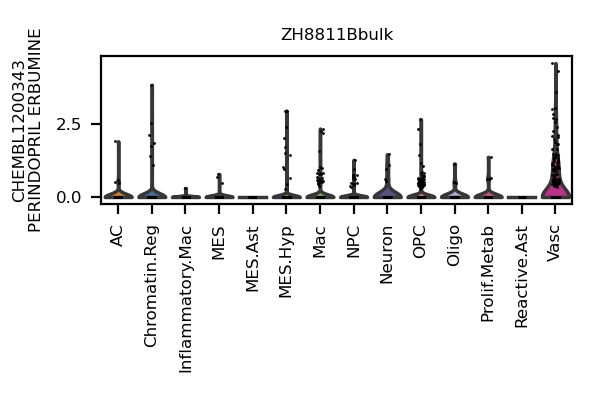 ZH8811Bbulk
CHEMBL1200343
PERINDOPRIL ERBUMINE
2.5
0.0
AC
Chromatin.Reg
Inflammatory.Mac
MES
MES.Ast
MES.Hyp
Mac
NPC
Neuron
OPC
Oligo
Prolif.Metab
Reactive.Ast
Vasc